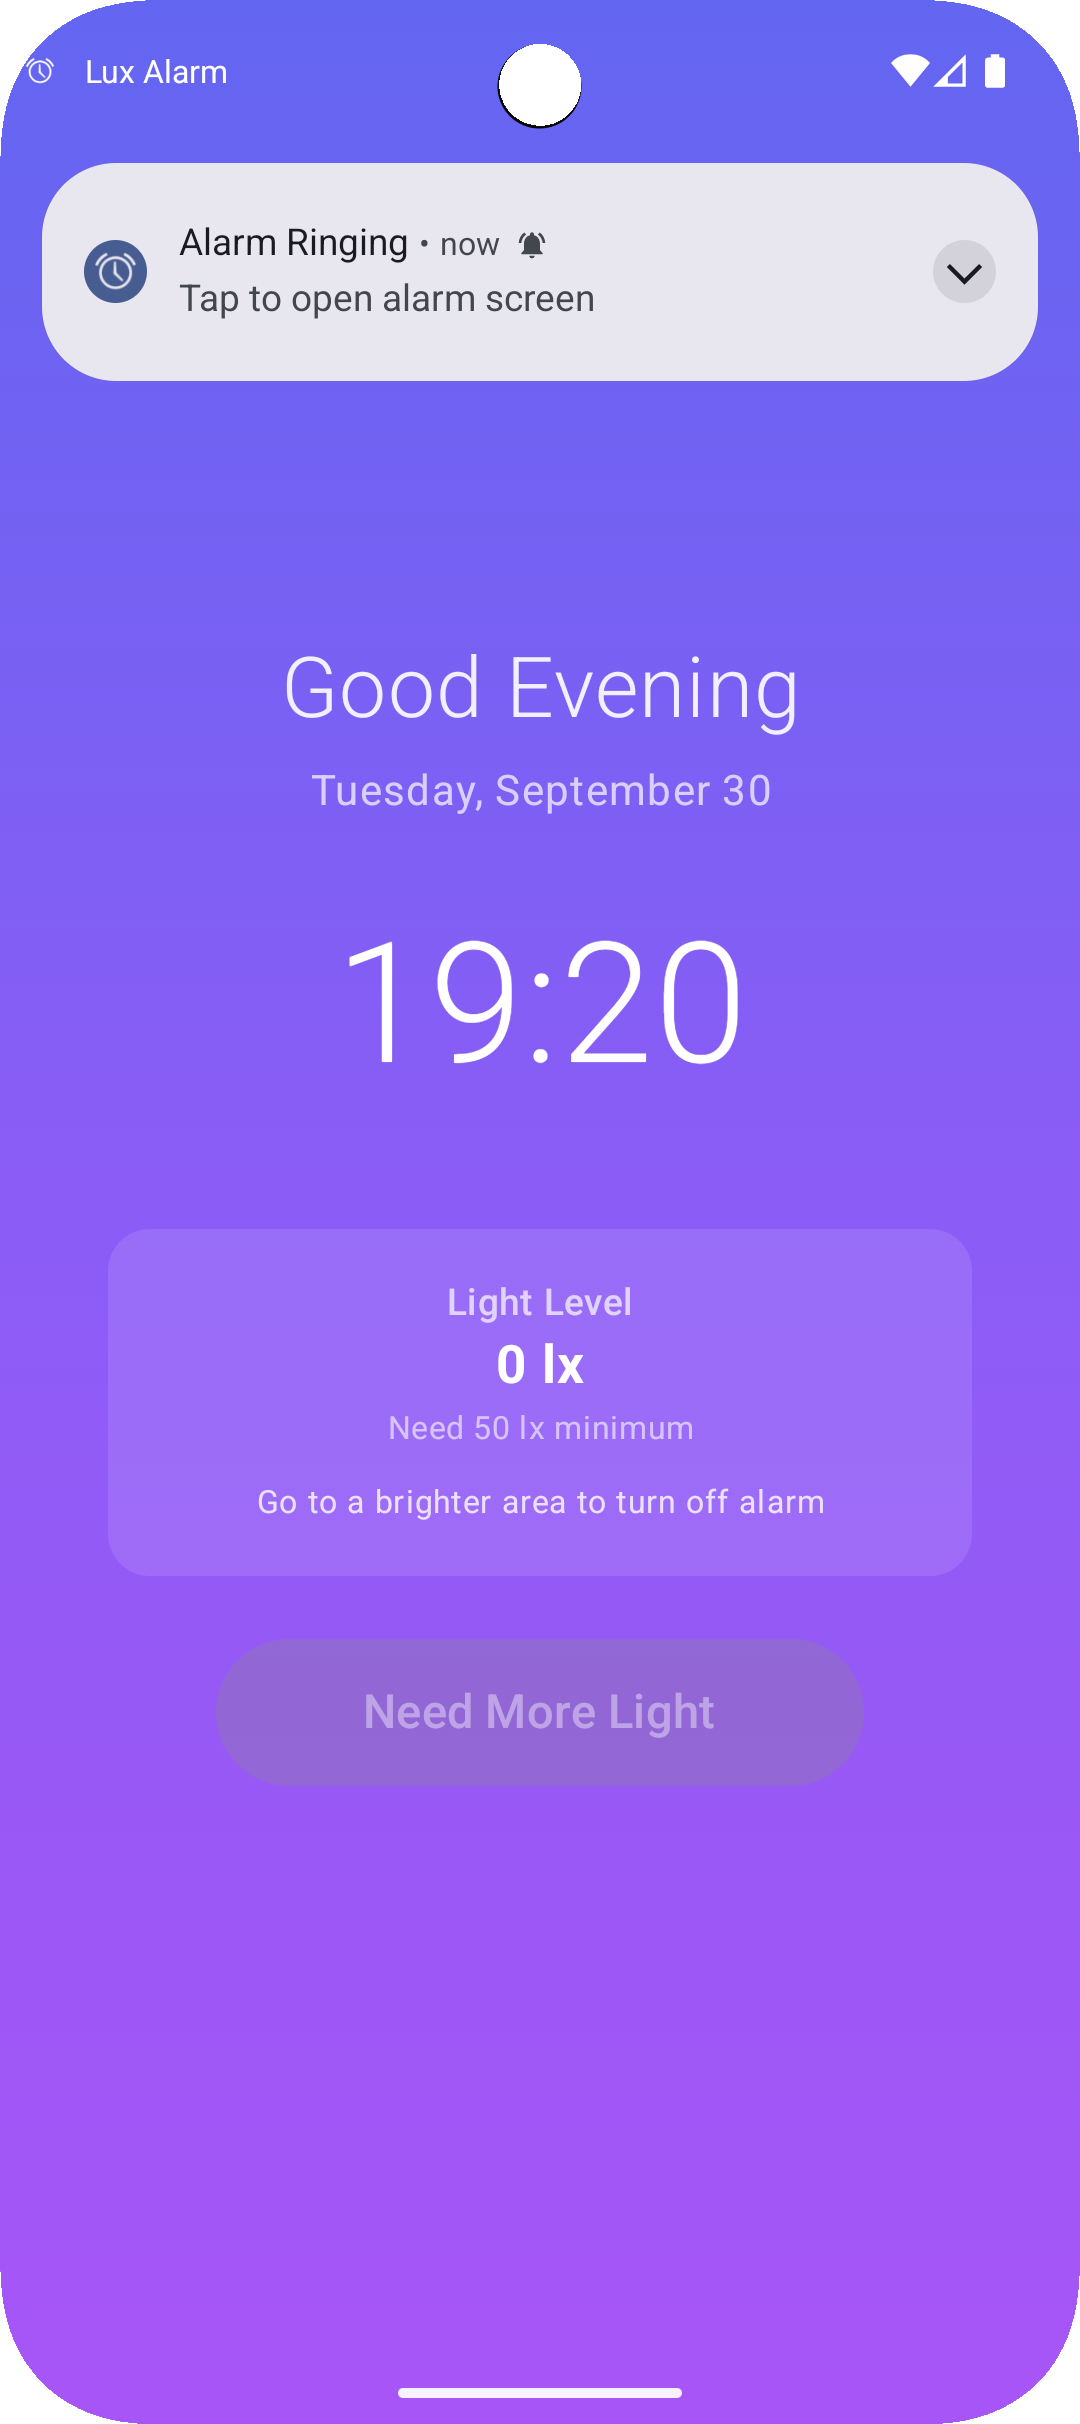 Lux Alarm
Alarm Ringing • now
Tap to open alarm screen
Good Evening
Tuesday, September 30
19:20
Light Level
0 lx
Need 50 lx minimum
Go to a brighter area to turn off alarm
Need More Light